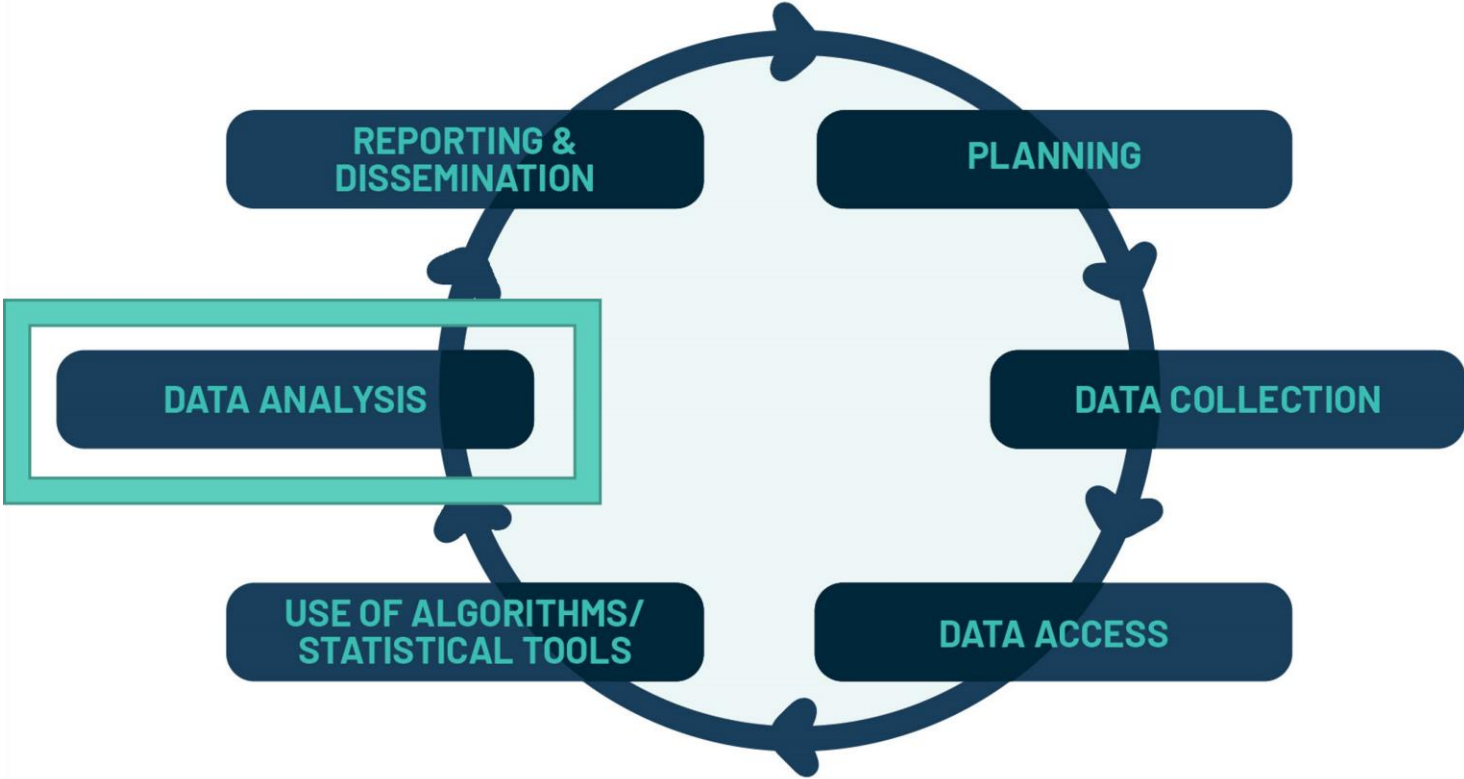 REPORTING &
DISSEMINATION
PLANNING
DATA ANALYSIS
DATA COLLECTION
USE OF ALGORITHMS/
STATISTICAL TOOLS
DATA ACCESS